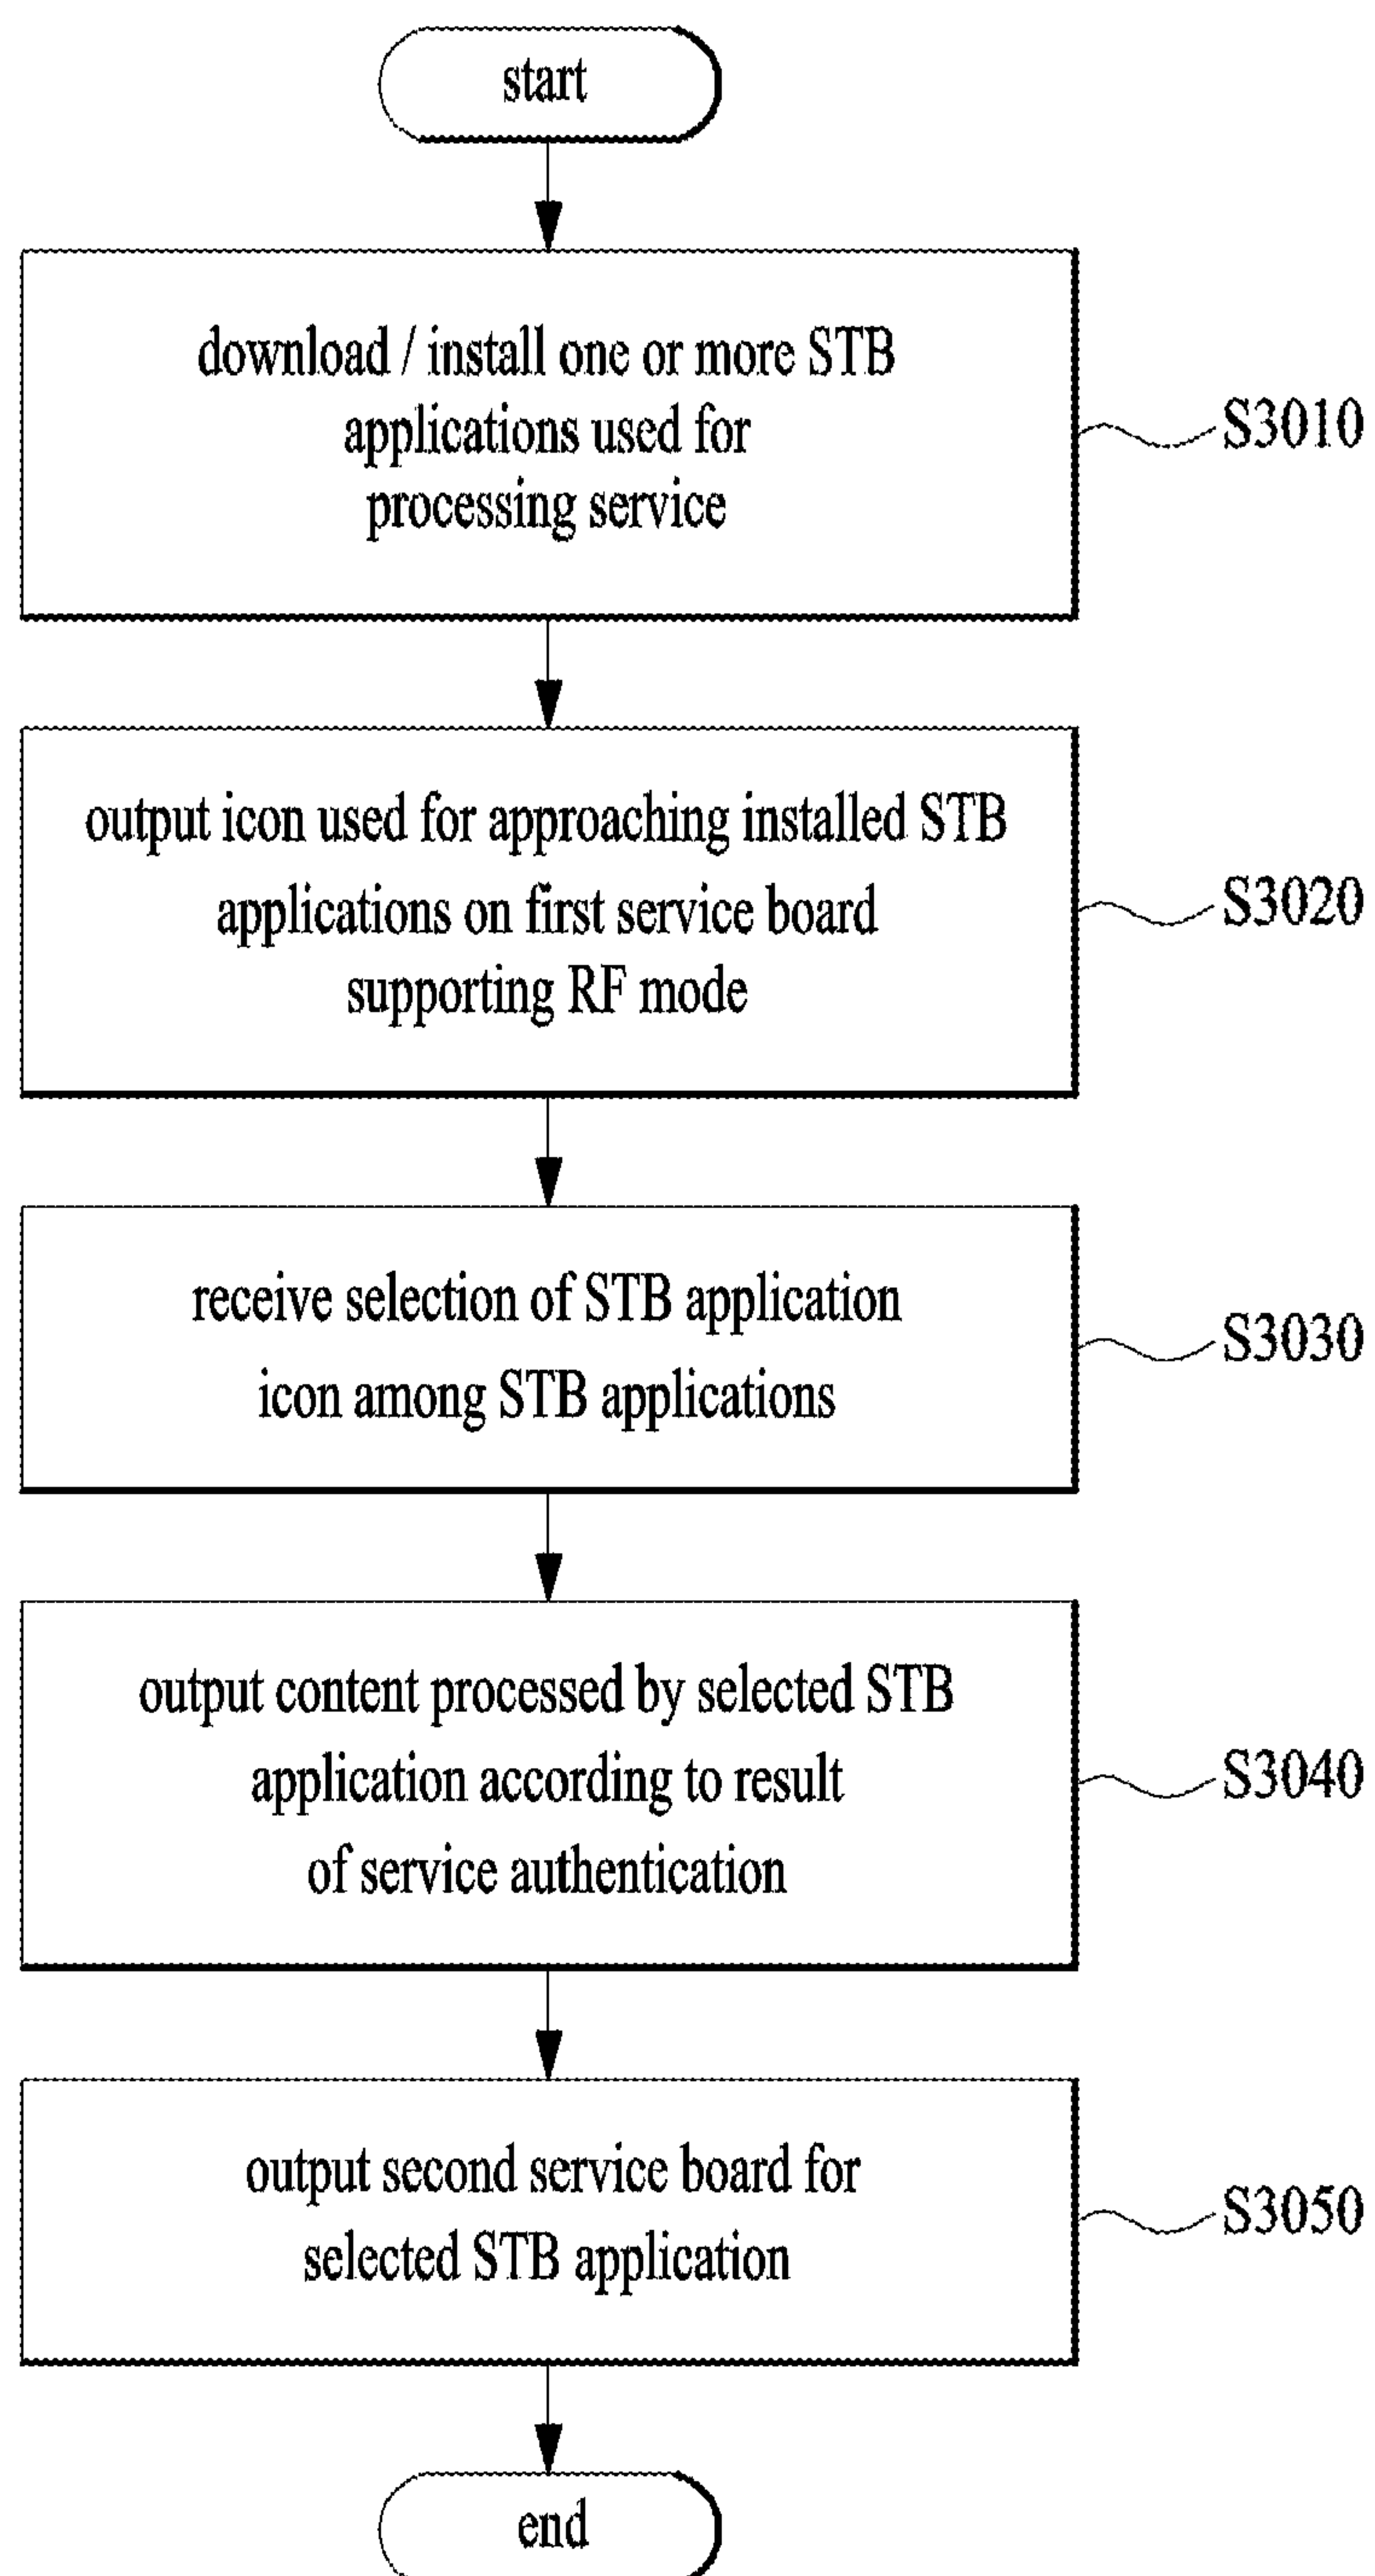 start
download / install one or more STB
applications used for
processing service
S3010
output icon used for approaching installed STB
applications on first service board
supporting RF mode
S3020
receive selection of STB application
icon among STB applications
S3030
output content processed by selected STB
application according to result
of service authentication
S3040
output second service board for
selected STB application
S3050
end